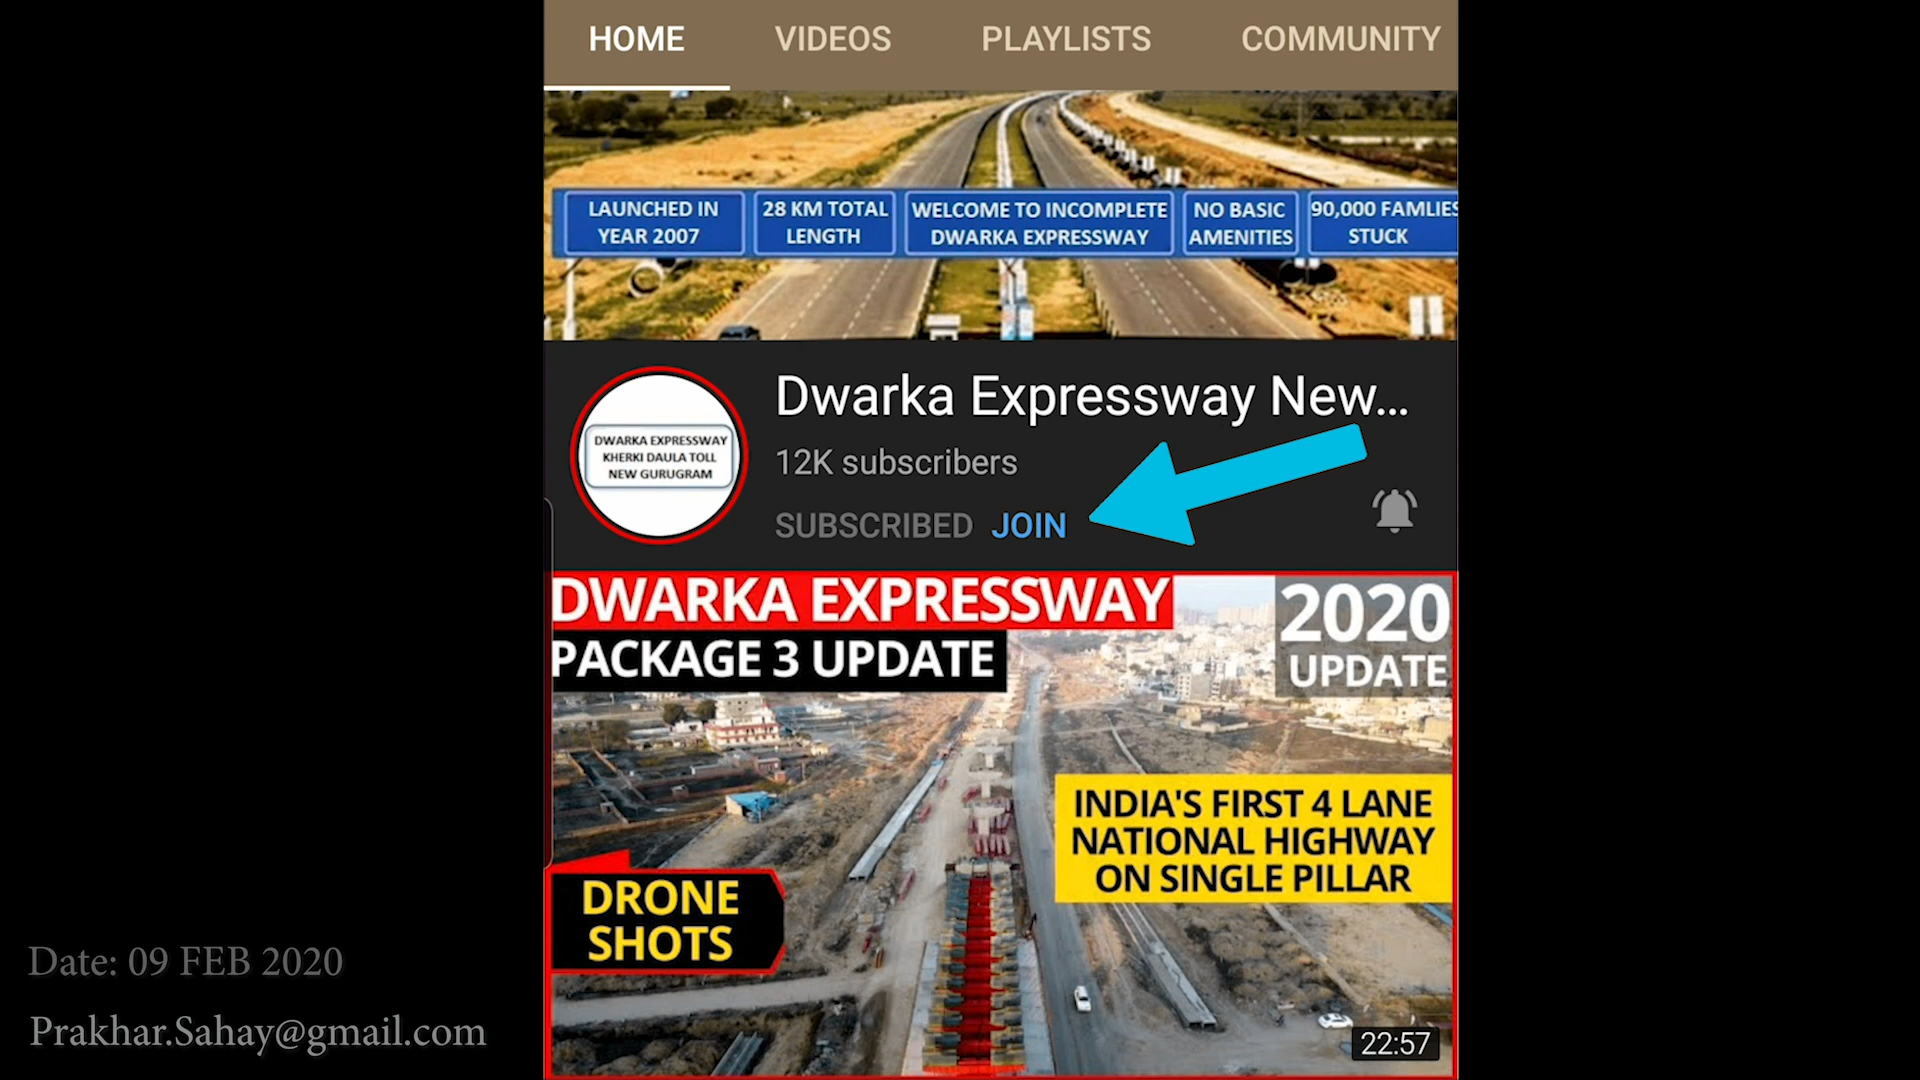 HOME VIDEOS PLAYLISTS COMMUNITY
LAUNCHED IN
YEAR 2007
28 KM TOTAL
LENGTH
WELCOME TO INCOMPLETE
DWARKA EXPRESSWAY
NO BASIC
AMENITIES
90,000 FAMLIES
STUCK
DWARKA EXPRESSWAY
KHERKI DAULA TOLL
NEW GURUGRAM
Dwarka Expressway New...
12K subscribers
SUBSCRIBED JOIN
DWARKA EXPRESSWAY
PACKAGE 3 UPDATE
2020
UPDATE
INDIA'S FIRST 4 LANE
NATIONAL HIGHWAY
ON SINGLE PILLAR
DRONE
SHOTS
22:57
Date: 09 FEB 2020
Prakhar.Sahay@gmail.com